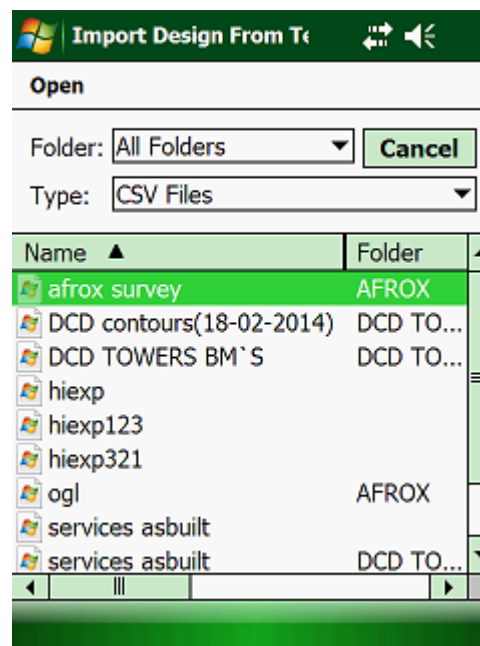 Import Design From Te
Open
Folder: All Folders Cancel
Type: CSV Files
Name Folder
afrox survey AFROX
DCD contours(18-02-2014) DCD TO...
DCD TOWERS BM`S DCD TO...
hiexp
hiexp123
hiexp321
ogl AFROX
services asbuilt
services asbuilt DCD TO...